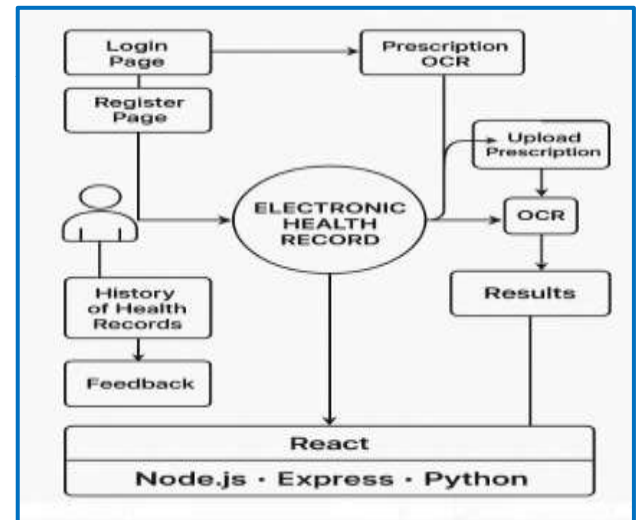 Login
Page
Prescription
OCR
Register
Page
Upload
Prescription
ELECTRONIC
HEALTH
RECORD
OCR
History
of Health
Records
Results
Feedback
React
Node.js · Express · Python